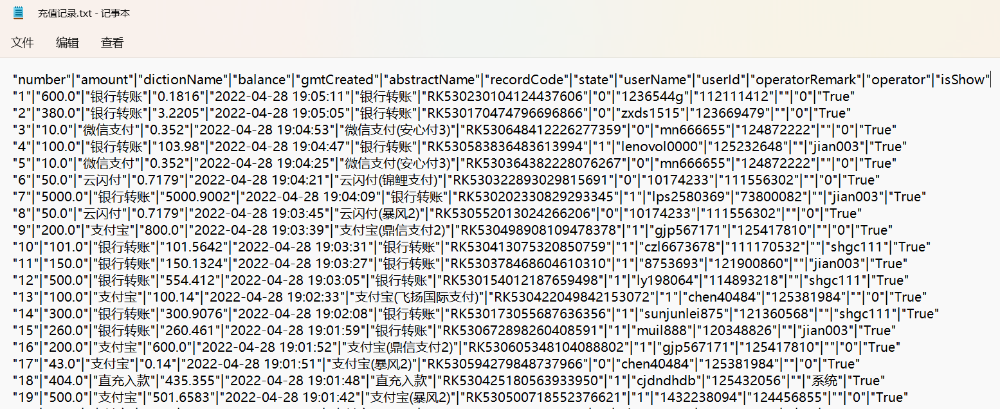 充值记录.txt - 记事本
文件 编辑 查看
"number"|"amount"|"dictionName"|"balance"|"gmtCreated"|"abstractName"|"recordCode"|"state"|"userName"|"userId"|"operatorRemark"|"operator"|"isShow"
"1"|"600.0"|"银行转账"|"0.1816"|"2022-04-28 19:05:11"|"银行转账"|"RK530230104124437606"|"0"|"1236544g"|"112111412"|""|"0"|"True"
"2"|"380.0"|"银行转账"|"3.2205"|"2022-04-28 19:05:05"|"银行转账"|"RK530170474796696866"|"0"|"zxds1515"|"123669479"|""|"0"|"True"
"3"|"10.0"|"微信支付"|"0.352"|"2022-04-28 19:04:53"|"微信支付(安心付3)"|"RK530648412226277359"|"0"|"mn666655"|"124872222"|""|"0"|"True"
"4"|"100.0"|"银行转账"|"103.98"|"2022-04-28 19:04:47"|"银行转账"|"RK530583836483613994"|"1"|"lenovol0000"|"125232648"|""|"jian003"|"True"
"5"|"10.0"|"微信支付"|"0.352"|"2022-04-28 19:04:25"|"微信支付(安心付3)"|"RK530364382228076267"|"0"|"mn666655"|"124872222"|""|"0"|"True"
"6"|"50.0"|"云闪付"|"0.7179"|"2022-04-28 19:04:21"|"云闪付(锦鲤支付)"|"RK530322893029815691"|"0"|"10174233"|"111556302"|""|"0"|"True"
"7"|"5000.0"|"银行转账"|"5000.9002"|"2022-04-28 19:04:09"|"银行转账"|"RK530202330829293345"|"1"|"lps2580369"|"73800082"|""|"jian003"|"True"
"8"|"50.0"|"云闪付"|"0.7179"|"2022-04-28 19:03:45"|"云闪付(暴风2)"|"RK530552013024266206"|"0"|"10174233"|"111556302"|""|"0"|"True"
"9"|"200.0"|"支付宝"|"800.0"|"2022-04-28 19:03:39"|"支付宝(鼎信支付2)"|"RK530498908109478378"|"1"|"gjp567171"|"125417810"|""|"0"|"True"
"10"|"101.0"|"银行转账"|"101.5642"|"2022-04-28 19:03:31"|"银行转账"|"RK530413075320850759"|"1"|"czl6673678"|"111170532"|""|"shgc111"|"True"
"11"|"150.0"|"银行转账"|"150.1324"|"2022-04-28 19:03:27"|"银行转账"|"RK530378468604610310"|"1"|"8753693"|"121900860"|""|"jian003"|"True"
"12"|"500.0"|"银行转账"|"554.412"|"2022-04-28 19:03:05"|"银行转账"|"RK530154012187659498"|"1"|"ly198064"|"114893218"|""|"shgc111"|"True"
"13"|"100.0"|"支付宝"|"100.14"|"2022-04-28 19:02:33"|"支付宝(飞扬国际支付)"|"RK530422049842153072"|"1"|"chen40484"|"125381984"|""|"0"|"True"
"14"|"300.0"|"银行转账"|"300.9076"|"2022-04-28 19:02:08"|"银行转账"|"RK530173055687636356"|"1"|"sunjunlei875"|"121360568"|""|"shgc111"|"True"
"15"|"260.0"|"银行转账"|"260.461"|"2022-04-28 19:01:59"|"银行转账"|"RK530672898260408591"|"1"|"muil888"|"120348826"|""|"jian003"|"True"
"16"|"200.0"|"支付宝"|"600.0"|"2022-04-28 19:01:52"|"支付宝(鼎信支付2)"|"RK530605348104088802"|"1"|"gjp567171"|"125417810"|""|"0"|"True"
"17"|"43.0"|"支付宝"|"0.14"|"2022-04-28 19:01:51"|"支付宝(暴风2)"|"RK530594279848737966"|"0"|"chen40484"|"125381984"|""|"0"|"True"
"18"|"404.0"|"直充入款"|"435.355"|"2022-04-28 19:01:48"|"直充入款"|"RK530425180563933950"|"1"|"cjdndhdb"|"125432056"|""|"系统"|"True"
"19"|"500.0"|"支付宝"|"501.6583"|"2022-04-28 19:01:42"|"支付宝(暴风2)"|"RK530500718552376621"|"1"|"1432238094"|"124456855"|""|"0"|"True"